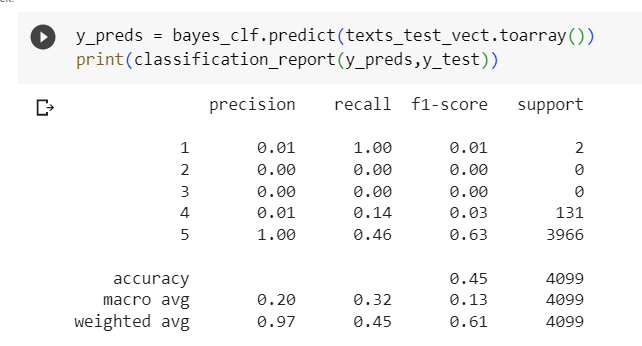 y_preds = bayes_clf.predict(texts_test_vect.toarray())
print(classification_report(y_preds,y_test))
precision recall f1-score support
1 0.01 1.00 0.01 2
2 0.00 0.00 0.00 0
3 0.00 0.00 0.00 0
4 0.01 0.14 0.03 131
5 1.00 0.46 0.63 3966
accuracy 0.45 4099
macro avg 0.20 0.32 0.13 4099
weighted avg 0.97 0.45 0.61 4099